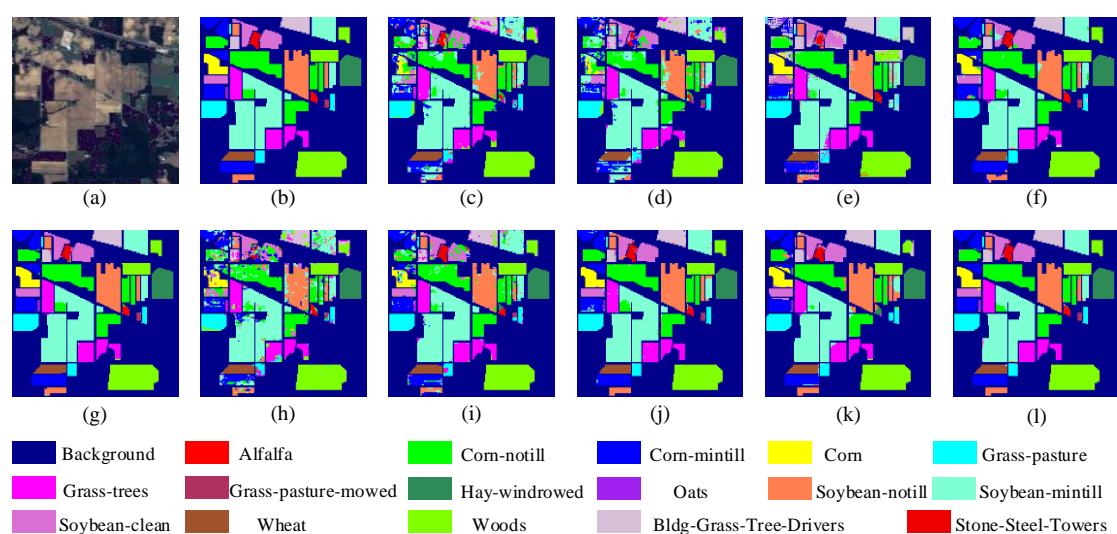 (a) (b) (c) (d) (e) (f)
(g) (h) (i) (j) (k) (l)
Background Alfalfa Corn-notill Corn-mintill Corn Grass-pasture
Grass-trees Grass-pasture-mowed Hay-windrowed Oats Soybean-notill Soybean-mintill
Soybean-clean Wheat Woods Bldg-Grass-Tree-Drivers Stone-Steel-Towers